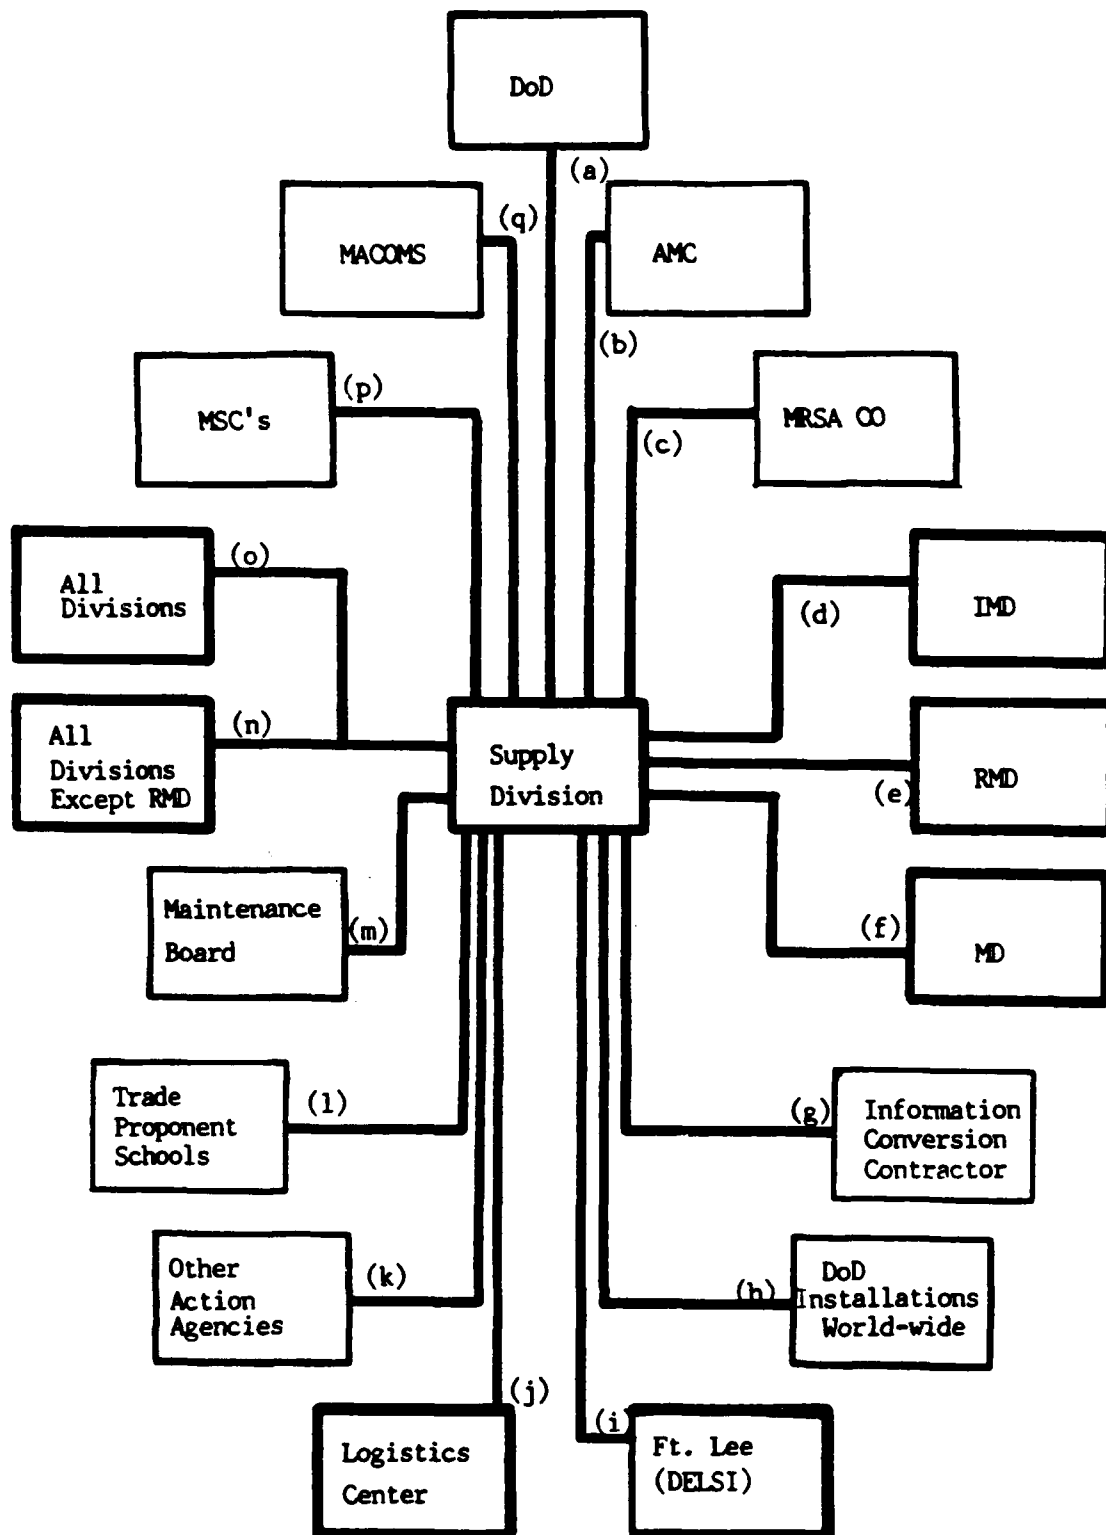 DoD
(a)
MACOMS
(q)
AMC
(b)
MSC's
(p)
MRSA CO
(c)
All
Divisions
(o)
IMD
(d)
All
Divisions
Except RMD
(n)
Supply
Division
RMD
(e)
Maintenance
Board
(m)
MD
(f)
Trade
Proponent
Schools
(l)
Information
Conversion
Contractor
(g)
Other
Action
Agencies
(k)
DoD
Installations
World-wide
(h)
Logistics
Center
(j)
Ft. Lee
(DELSI)
(i)